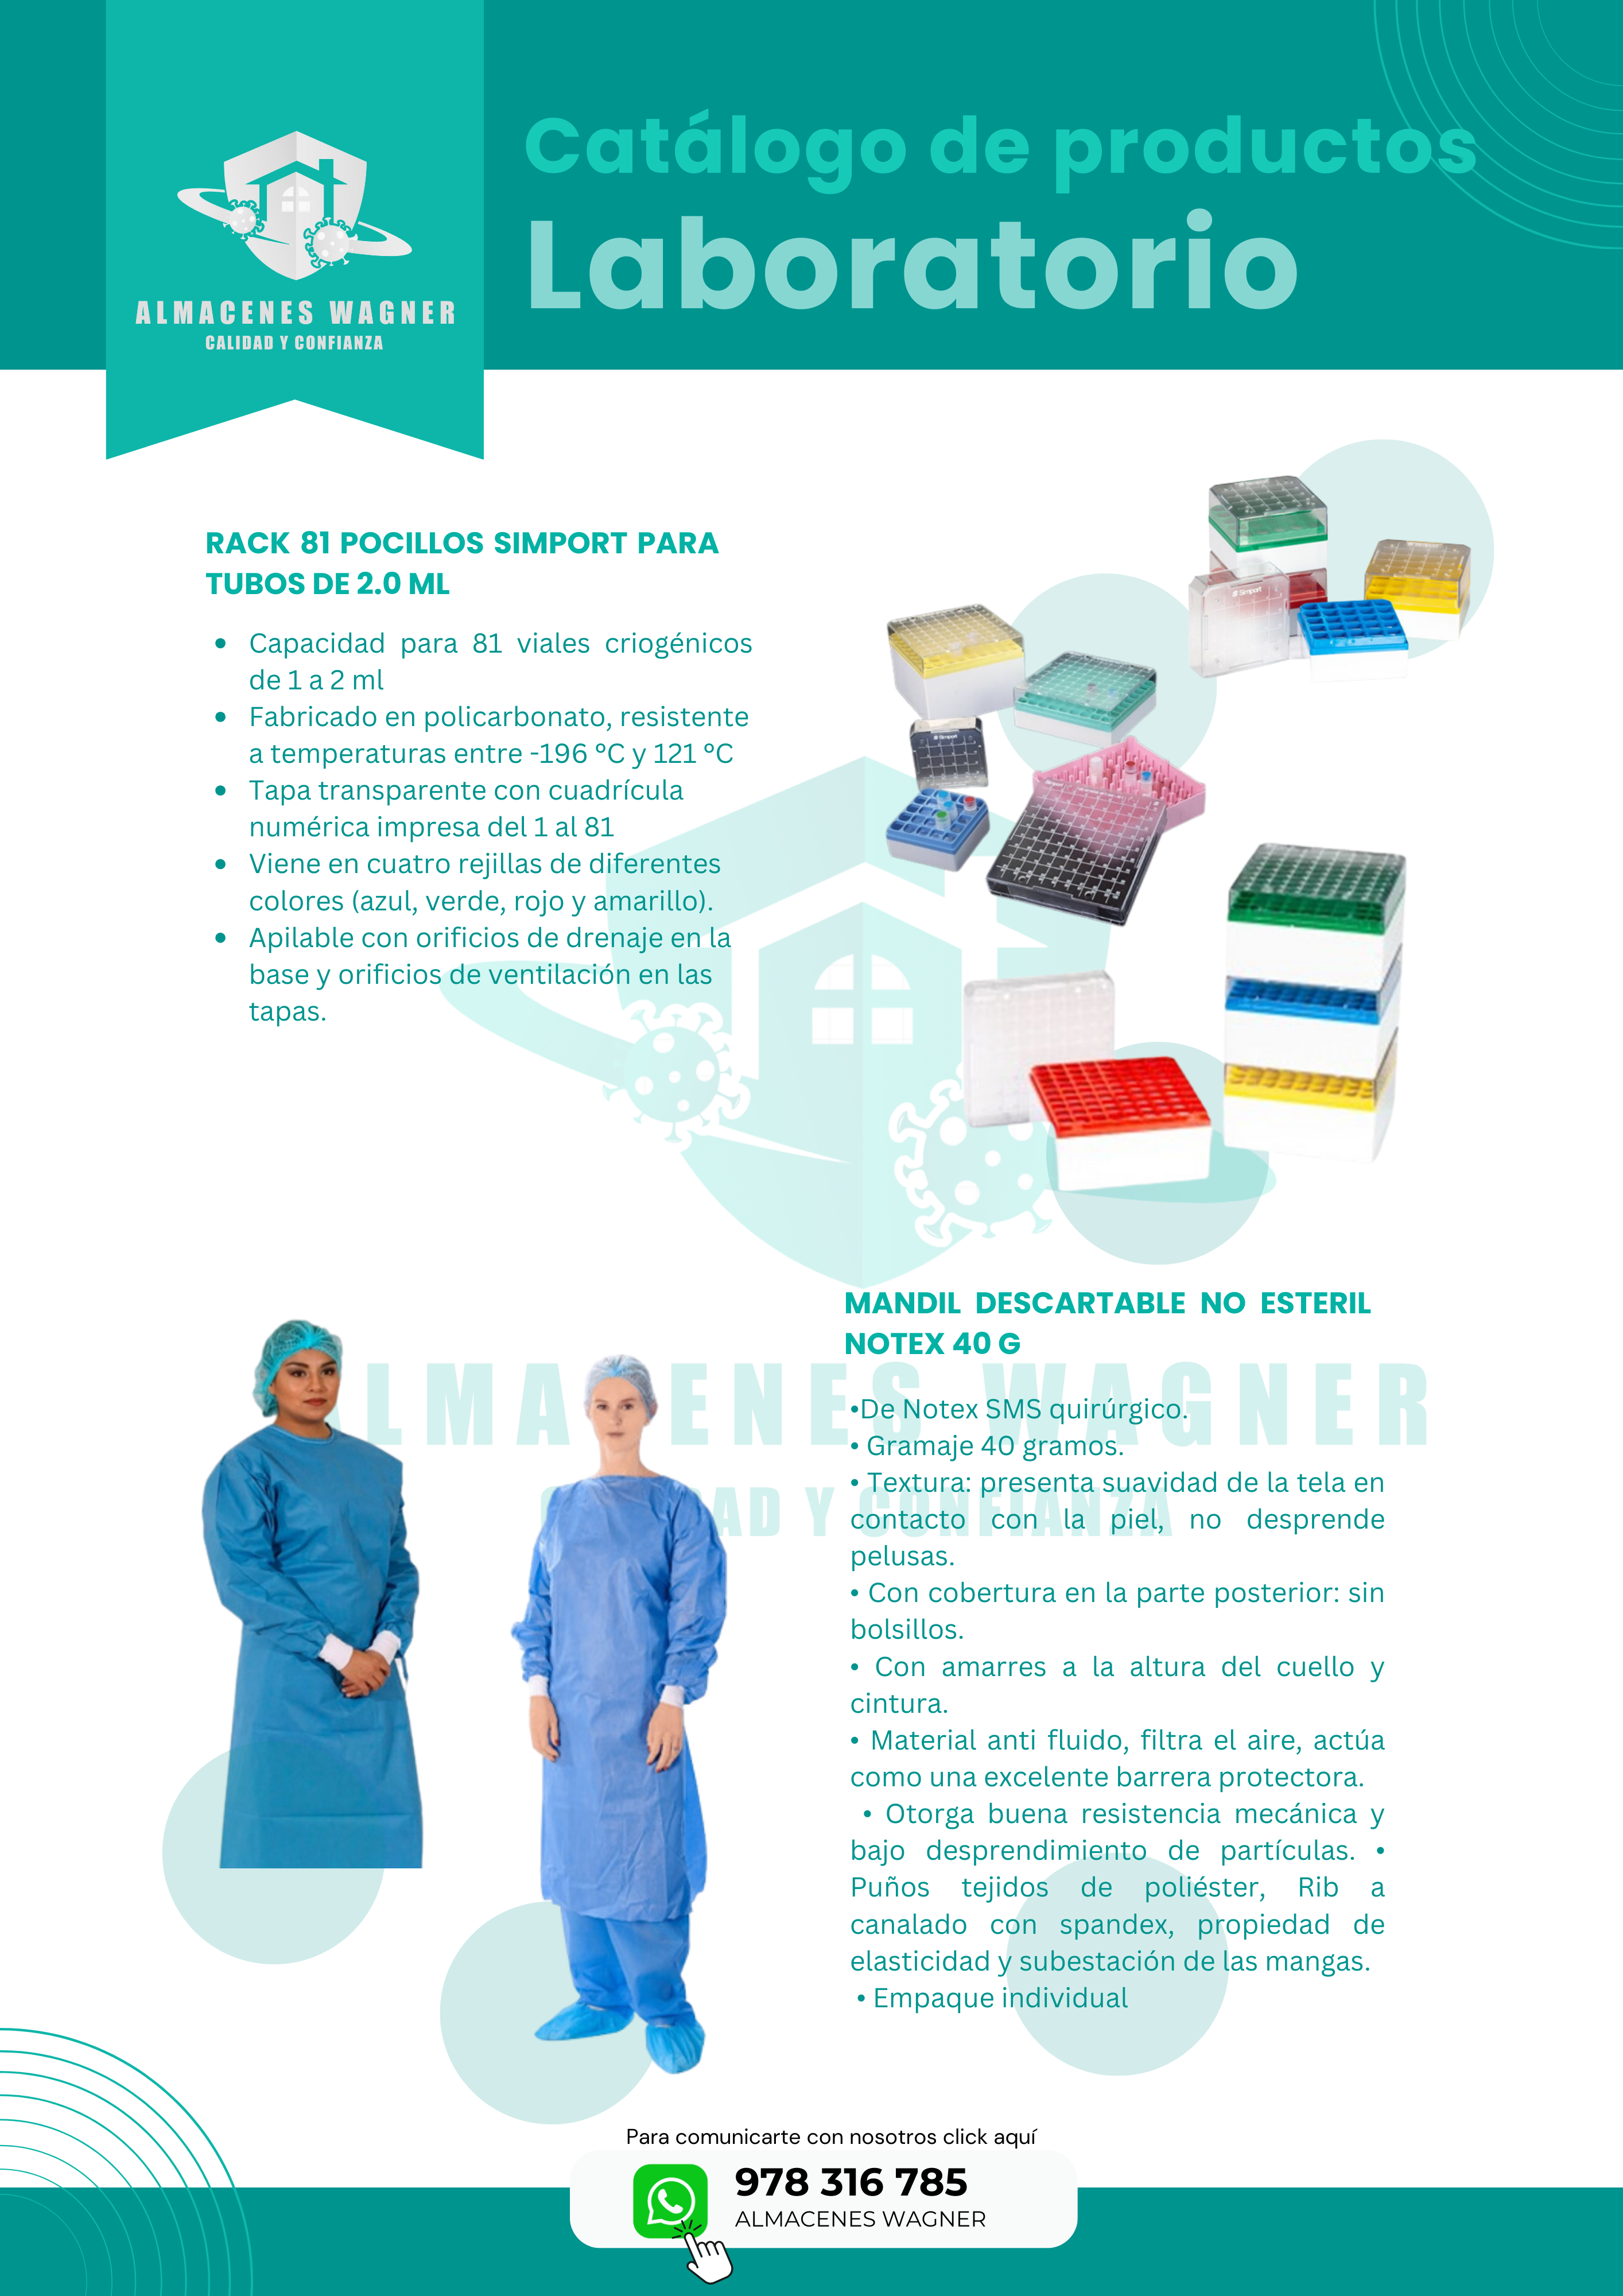 ALMACENES WAGNER
CALIDAD Y CONFIANZA
Catálogo de productos
Laboratorio
RACK 81 POCILLOS SIMPORT PARA
TUBOS DE 2.0 ML
• Capacidad para 81 viales criogénicos
de 1 a 2 ml
• Fabricado en policarbonato, resistente
a temperaturas entre -196 °C y 121 °C
• Tapa transparente con cuadrícula
numérica impresa del 1 al 81
• Viene en cuatro rejillas de diferentes
colores (azul, verde, rojo y amarillo).
• Apilable con orificios de drenaje en la
base y orificios de ventilación en las
tapas.
MANDIL DESCARTABLE NO ESTERIL
NOTEX 40 G
•De Notex SMS quirúrgico.
• Gramaje 40 gramos.
• Textura: presenta suavidad de la tela en
contacto con la piel, no desprende
pelusas.
• Con cobertura en la parte posterior: sin
bolsillos.
• Con amarres a la altura del cuello y
cintura.
• Material anti fluido, filtra el aire, actúa
como una excelente barrera protectora.
• Otorga buena resistencia mecánica y
bajo desprendimiento de partículas. •
Puños tejidos de poliéster, Rib a
canalado con spandex, propiedad de
elasticidad y subestación de las mangas.
• Empaque individual
Para comunicarte con nosotros click aquí
978 316 785
ALMACENES WAGNER